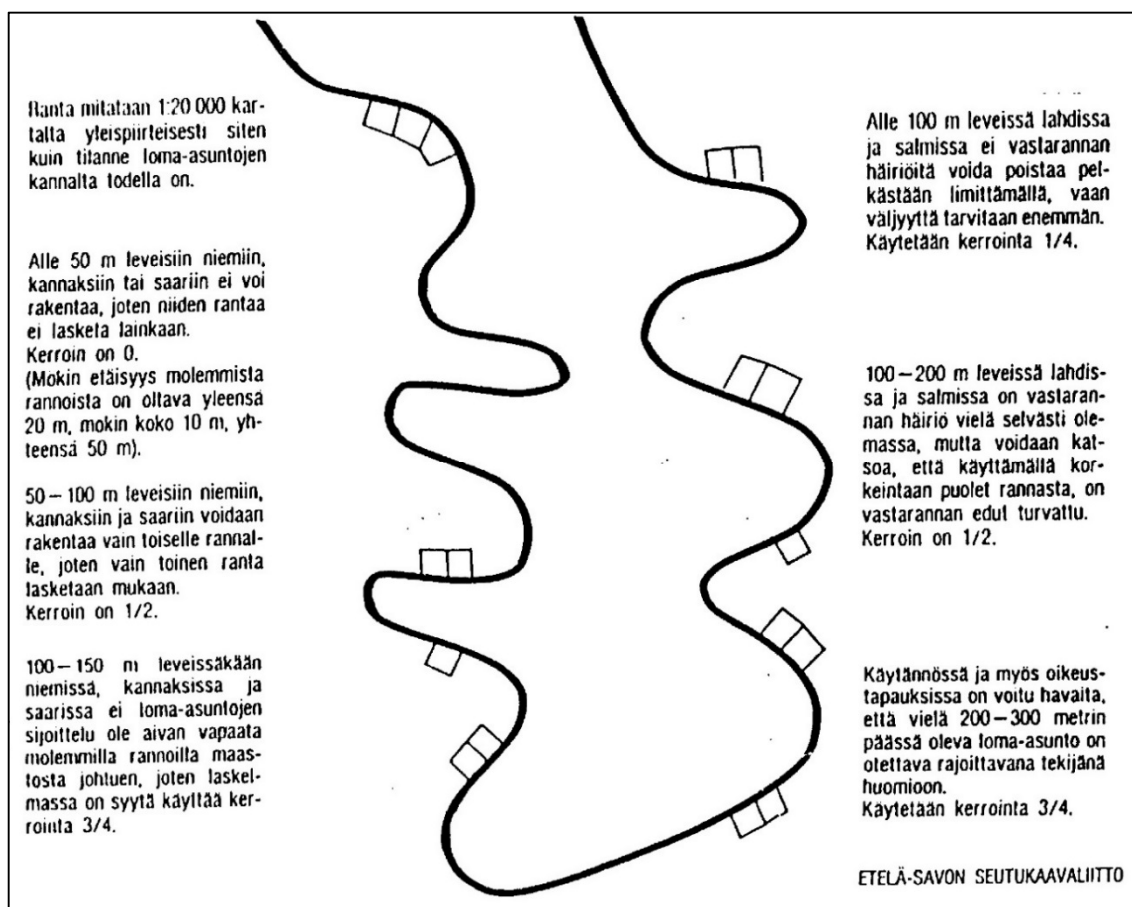 Ranta mitataan 1:20 000 kar-
talta yleispiirteisesti siten
kuin tilanne loma-asuntojen
kannalta todella on.
Alle 50 m leveisiin niemiin,
kannaksiin tai saariin ei voi
rakentaa, joten niiden rantaa
ei lasketa lainkaan.
Kerroin on 0.
(Mökin etäisyys molemmista
rannoista on oltava yleensä
20 m, mökin koko 10 m, yh-
teensä 50 m).
50–100 m leveisiin niemiin,
kannaksiin ja saariin voidaan
rakentaa vain toiselle rannal-
le, joten vain toinen ranta
lasketaan mukaan.
Kerroin on 1/2.
100–150 m leveissäkään
niemissä, kannaksissa ja
saarissa ei loma-asuntojen
sijoittelu ole aivan vapaata
molemmilla rannoilla maas-
tosta johtuen, joten laskel-
massa on syytä käyttää ker-
rointa 3/4.
Alle 100 m leveissä lahdissa
ja salmissa ei vastarannan
häiriöitä voida poistaa pel-
kästään limittämällä, vaan
väljyyttä tarvitaan enemmän.
Käytetään kerrointa 1/4.
100–200 m leveissä lahdis-
sa ja salmissa on vastaran-
nan häiriö vielä selvästi ole-
massa, mutta voidaan kat-
soa, että käyttämällä kor-
keintaan puolet rannasta, on
vastarannan edut turvattu.
Kerroin on 1/2.
Käytännössä ja myös oikeus-
tapauksissa on voitu havaita,
että vielä 200–300 metrin
päässä oleva loma-asunto on
otettava rajoittavana tekijänä
huomioon.
Käytetään kerrointa 3/4.
ETELÄ-SAVON SEUTUKAAVALIITTO